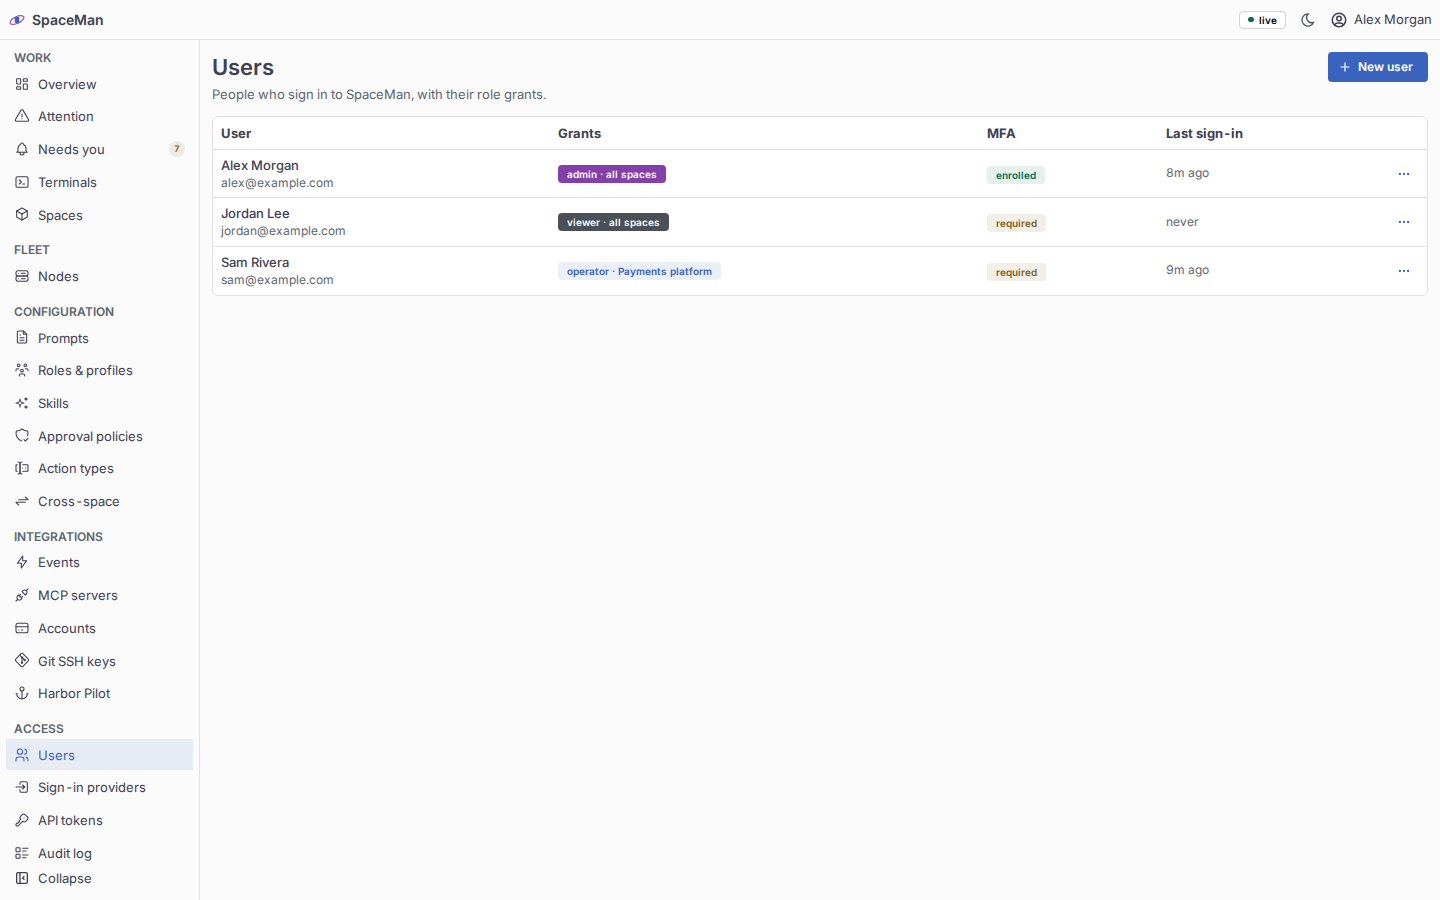 SpaceMan
live
Alex Morgan
WORK
Overview
Attention
Needs you
7
Terminals
Spaces
FLEET
Nodes
CONFIGURATION
Prompts
Roles & profiles
Skills
Approval policies
Action types
Cross-space
INTEGRATIONS
Events
MCP servers
Accounts
Git SSH keys
Harbor Pilot
ACCESS
Users
Sign-in providers
API tokens
Audit log
Collapse
Users
New user
People who sign in to SpaceMan, with their role grants.
User Grants MFA Last sign-in
Alex Morgan
alex@example.com
admin · all spaces
enrolled
8m ago
Jordan Lee
jordan@example.com
viewer · all spaces
required
never
Sam Rivera
sam@example.com
operator · Payments platform
required
9m ago